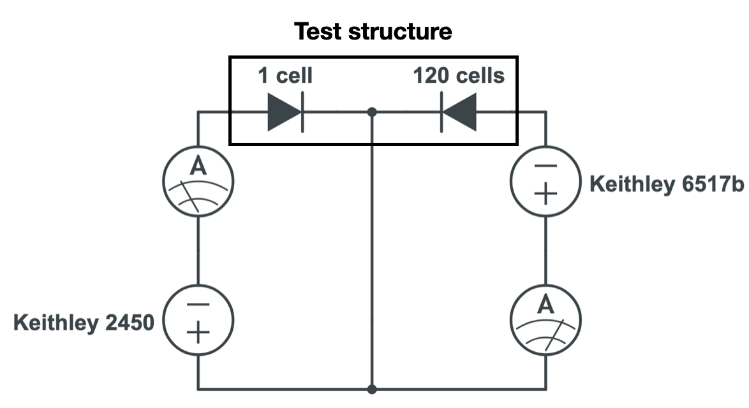 Test structure
1 cell
120 cells
A
−
+
Keithley 6517b
Keithley 2450
−
+
A